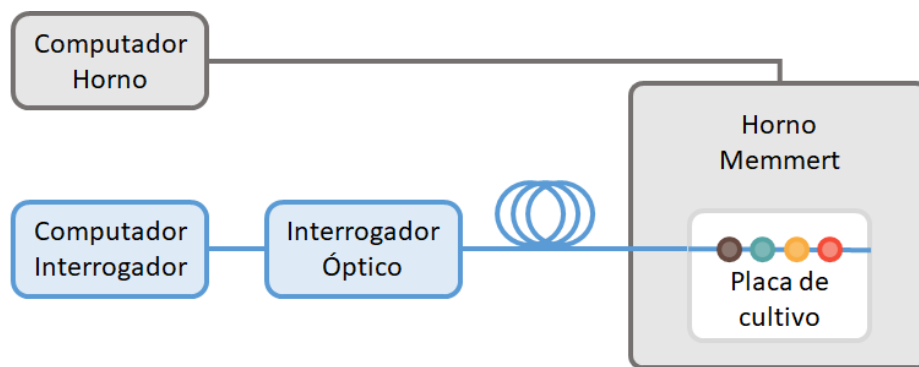 Computador
Horno
Horno
Memmert
Computador
Interrogador
Interrogador
Óptico
Placa de
cultivo